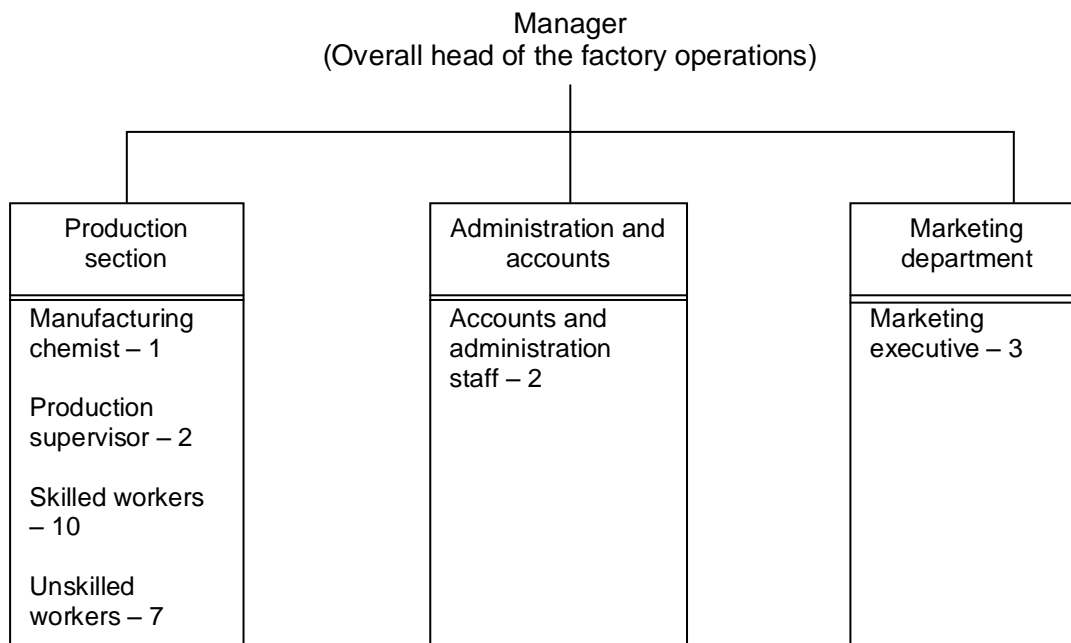 Manager
(Overall head of the factory operations)
Production
section
Manufacturing
chemist – 1
Production
supervisor – 2
Skilled workers
– 10
Unskilled
workers – 7
Administration and
accounts
Accounts and
administration
staff – 2
Marketing
department
Marketing
executive – 3